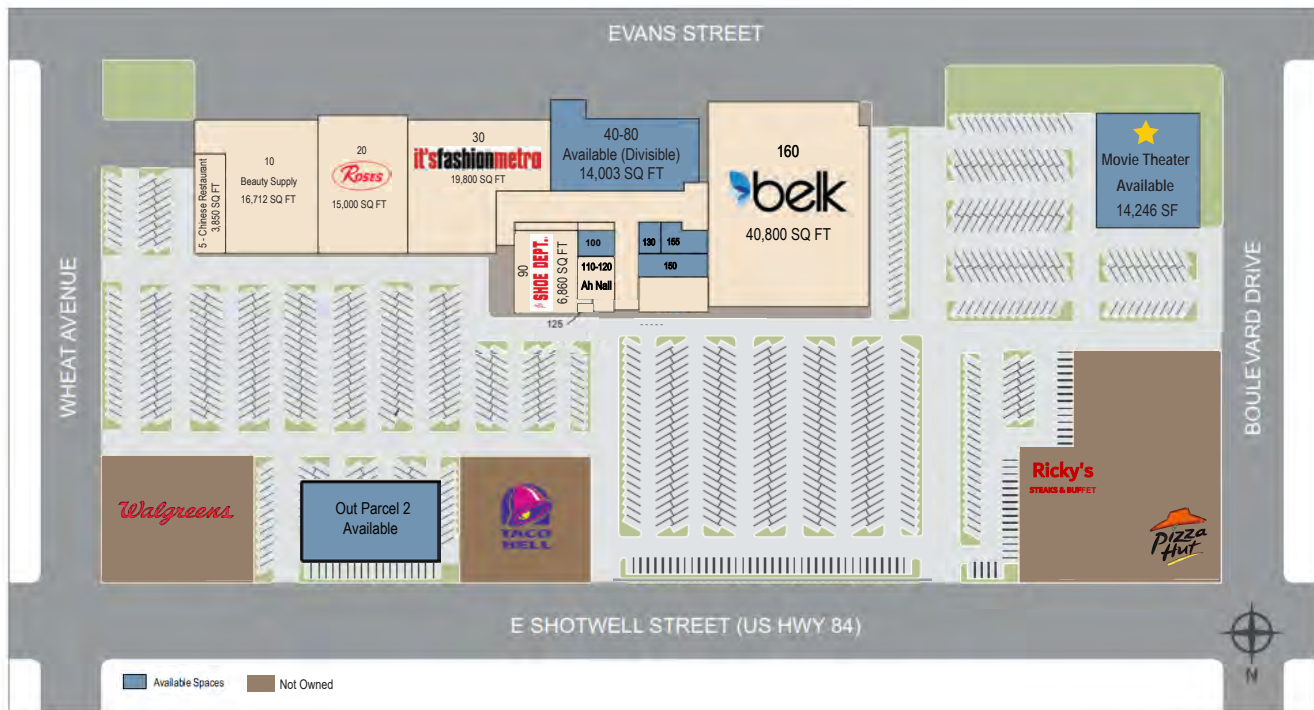 EVANS STREET
WHEAT AVENUE
BOULEVARD DRIVE
5 - Chinese Restaurant
3,850 SQ FT
10
Beauty Supply
16,712 SQ FT
20
ROSES
15,000 SQ FT
30
it'sfashionmetro
19,800 SQ FT
40-80
Available (Divisible)
14,003 SQ FT
90
SHOE DEPT.
6,860 SQ FT
100
110-120
Ah Nail
125
130
155
150
160
belk
40,800 SQ FT
Movie Theater
Available
14,246 SF
Walgreens
Out Parcel 2
Available
TACO
BELL
Ricky's
STEAKS & BUFFET
Pizza
Hut
E SHOTWELL STREET (US HWY 84)
N
Available Spaces
Not Owned